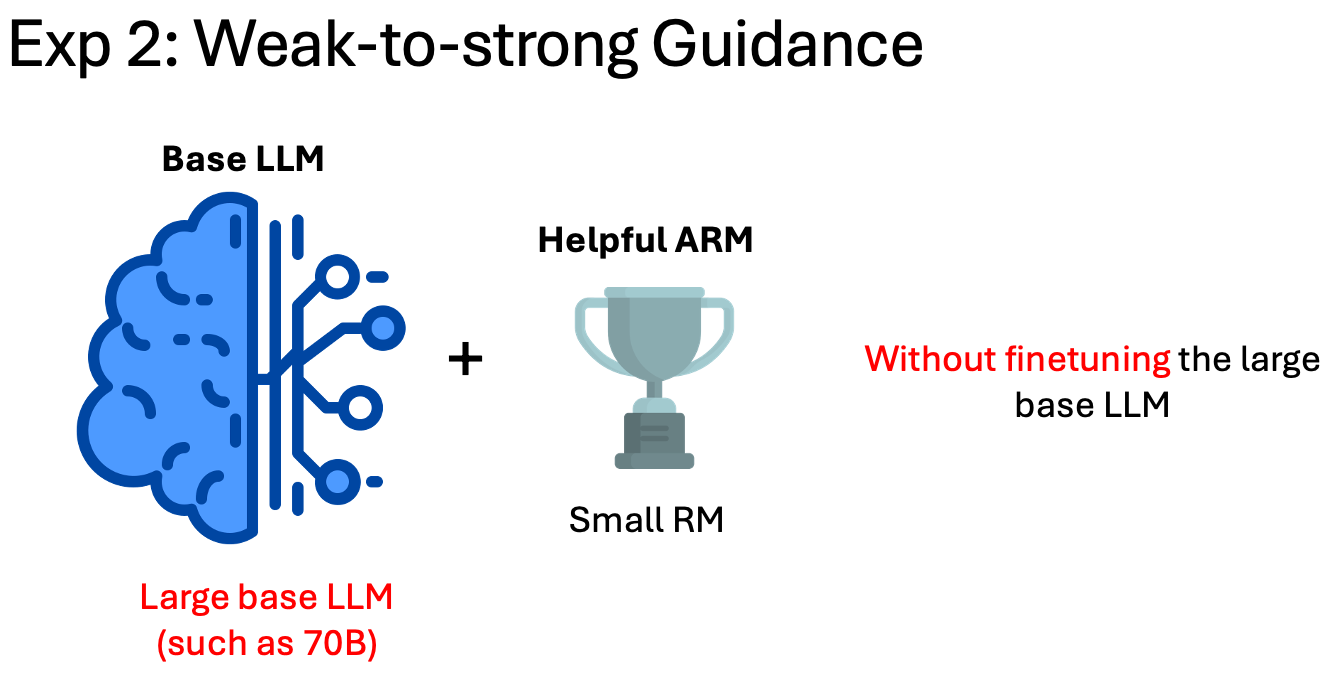 Exp 2: Weak-to-strong Guidance
Base LLM
Helpful ARM
+
Without finetuning the large
base LLM
Small RM
Large base LLM
(such as 70B)